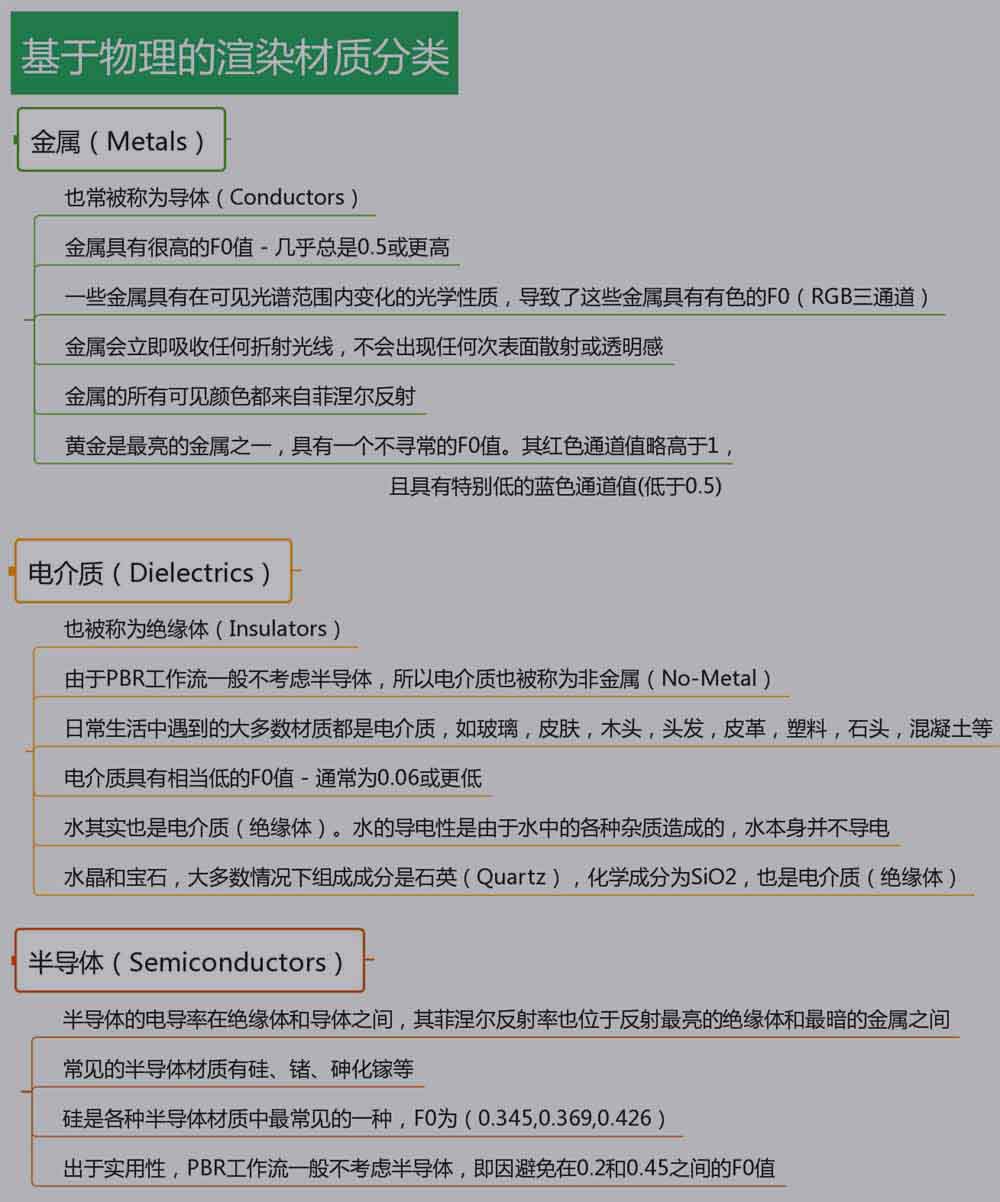 基于物理的渲染材质分类
金属（Metals）
也常被称为导体（Conductors）
金属具有很高的F0值 - 几乎总是0.5或更高
一些金属具有在可见光谱范围内变化的光学性质，导致了这些金属具有有色的F0（RGB三通道）
金属会立即吸收任何折射光线，不会出现任何次表面散射或透明感
金属的所有可见颜色都来自菲涅尔反射
黄金是最亮的金属之一，具有一个不寻常的F0值。其红色通道值略高于1，
且具有特别低的蓝色通道值(低于0.5)
电介质（Dielectrics）
也被称为绝缘体（Insulators）
由于PBR工作流一般不考虑半导体，所以电介质也被称为非金属（No-Metal）
日常生活中遇到的大多数材质都是电介质，如玻璃，皮肤，木头，头发，皮革，塑料，石头，混凝土等
电介质具有相当低的F0值 - 通常为0.06或更低
水其实也是电介质（绝缘体）。水的导电性是由于水中的各种杂质造成的，水本身并不导电
水晶和宝石，大多数情况下组成成分是石英（Quartz），化学成分为SiO2，也是电介质（绝缘体）
半导体（Semiconductors）
半导体的电导率在绝缘体和导体之间，其菲涅尔反射率也位于反射最亮的绝缘体和最暗的金属之间
常见的半导体材质有硅、锗、砷化镓等
硅是各种半导体材质中最常见的一种，F0为（0.345,0.369,0.426）
出于实用性，PBR工作流一般不考虑半导体，即因避免在0.2和0.45之间的F0值